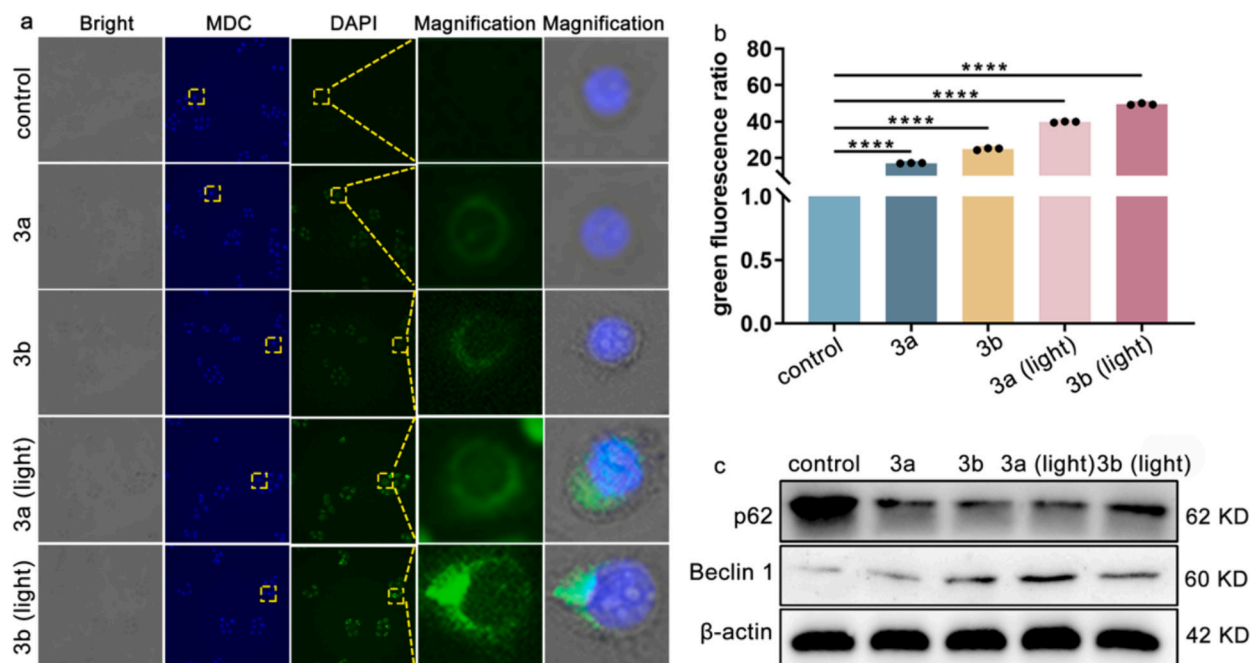 a
Bright MDC DAPI Magnification Magnification
control
3a
3b
3a (light)
3b (light)
b
green fluorescence ratio
80
60
40
20
1.0
0.5
0.0
****
****
****
****
control 3a 3b 3a (light) 3b (light)
c
control 3a 3b 3a (light) 3b (light)
p62 62 KD
Beclin 1 60 KD
β-actin 42 KD